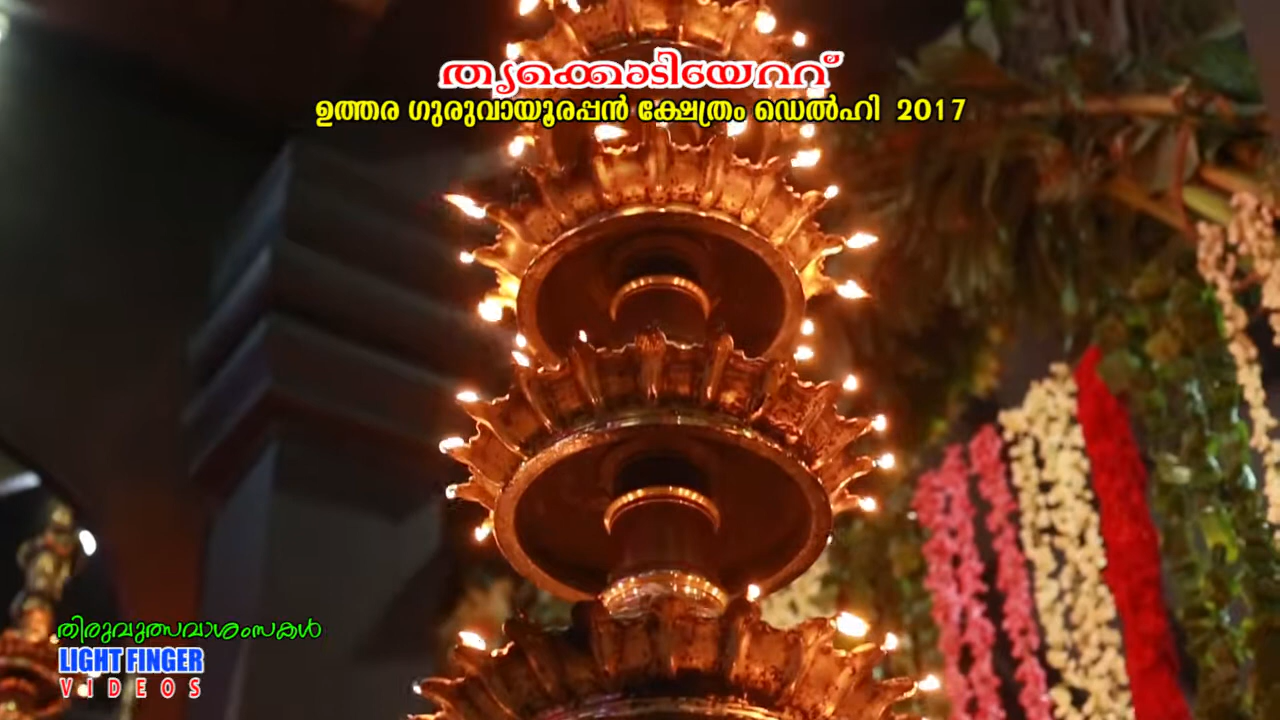 തൃക്കൊടിയേററ്
ഉത്തര ഗുരുവായൂരപ്പൻ ക്ഷേത്രം ഡെൽഹി 2017
തിരുവുത്സവാശംസകൾ
LIGHT FINGER
VIDEOS